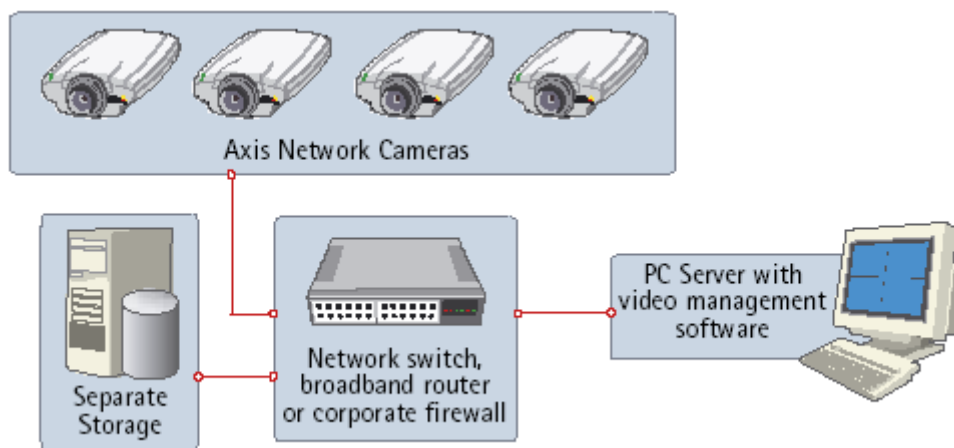 Axis Network Cameras
Separate
Storage
Network switch,
broadband router
or corporate firewall
PC Server with
video management
software